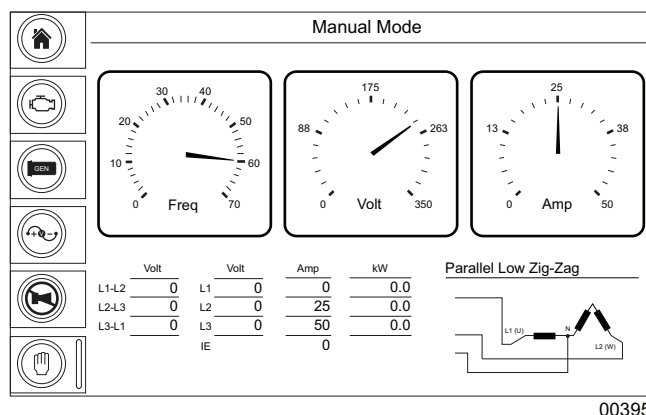 Manual Mode
GEN
0 10 20 30 40 50 60 70
Freq
0 88 175 263 350
Volt
0 13 25 38 50
Amp
Volt Volt Amp kW
L1-L2 0 L1 0 0 0.0
L2-L3 0 L2 0 25 0.0
L3-L1 0 L3 0 50 0.0
IE 0
Parallel Low Zig-Zag
L1 (U) N L2 (W)
00395